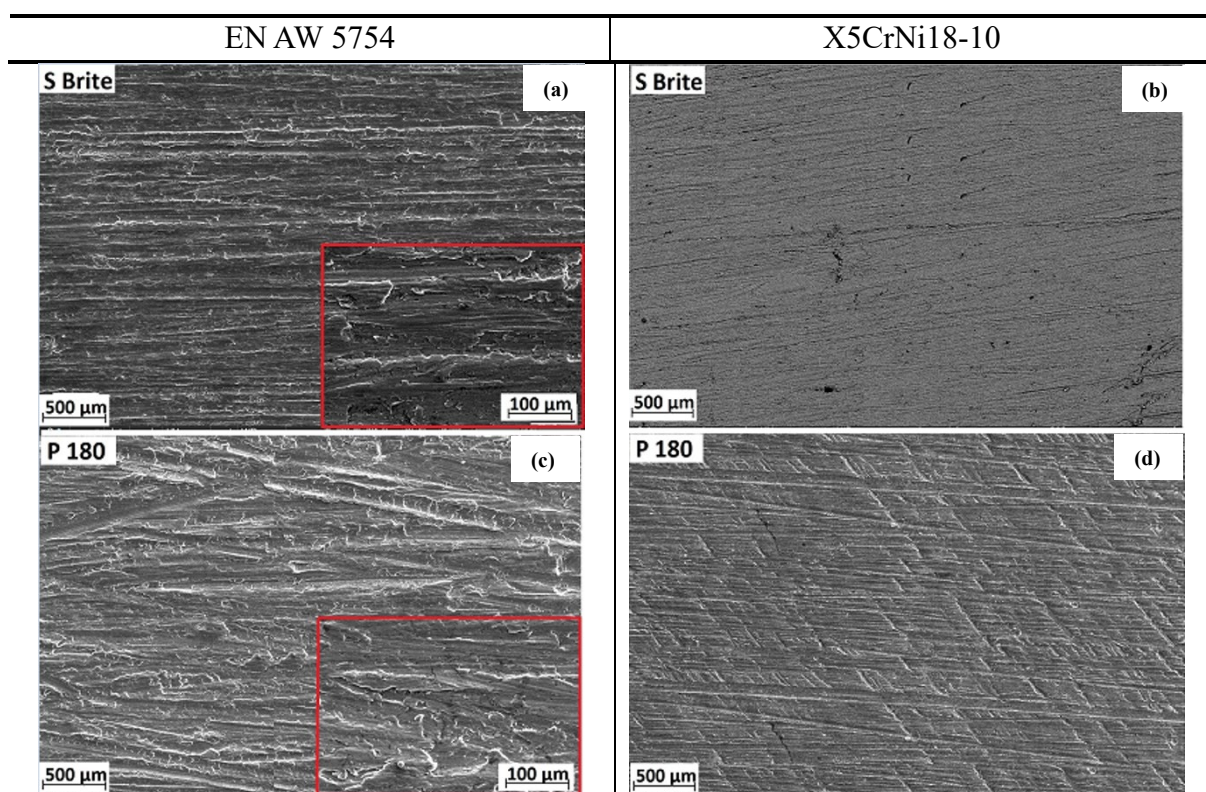 EN AW 5754
X5CrNi18-10
S Brite
(a)
500 µm
100 µm
S Brite
(b)
500 µm
P 180
(c)
500 µm
100 µm
P 180
(d)
500 µm